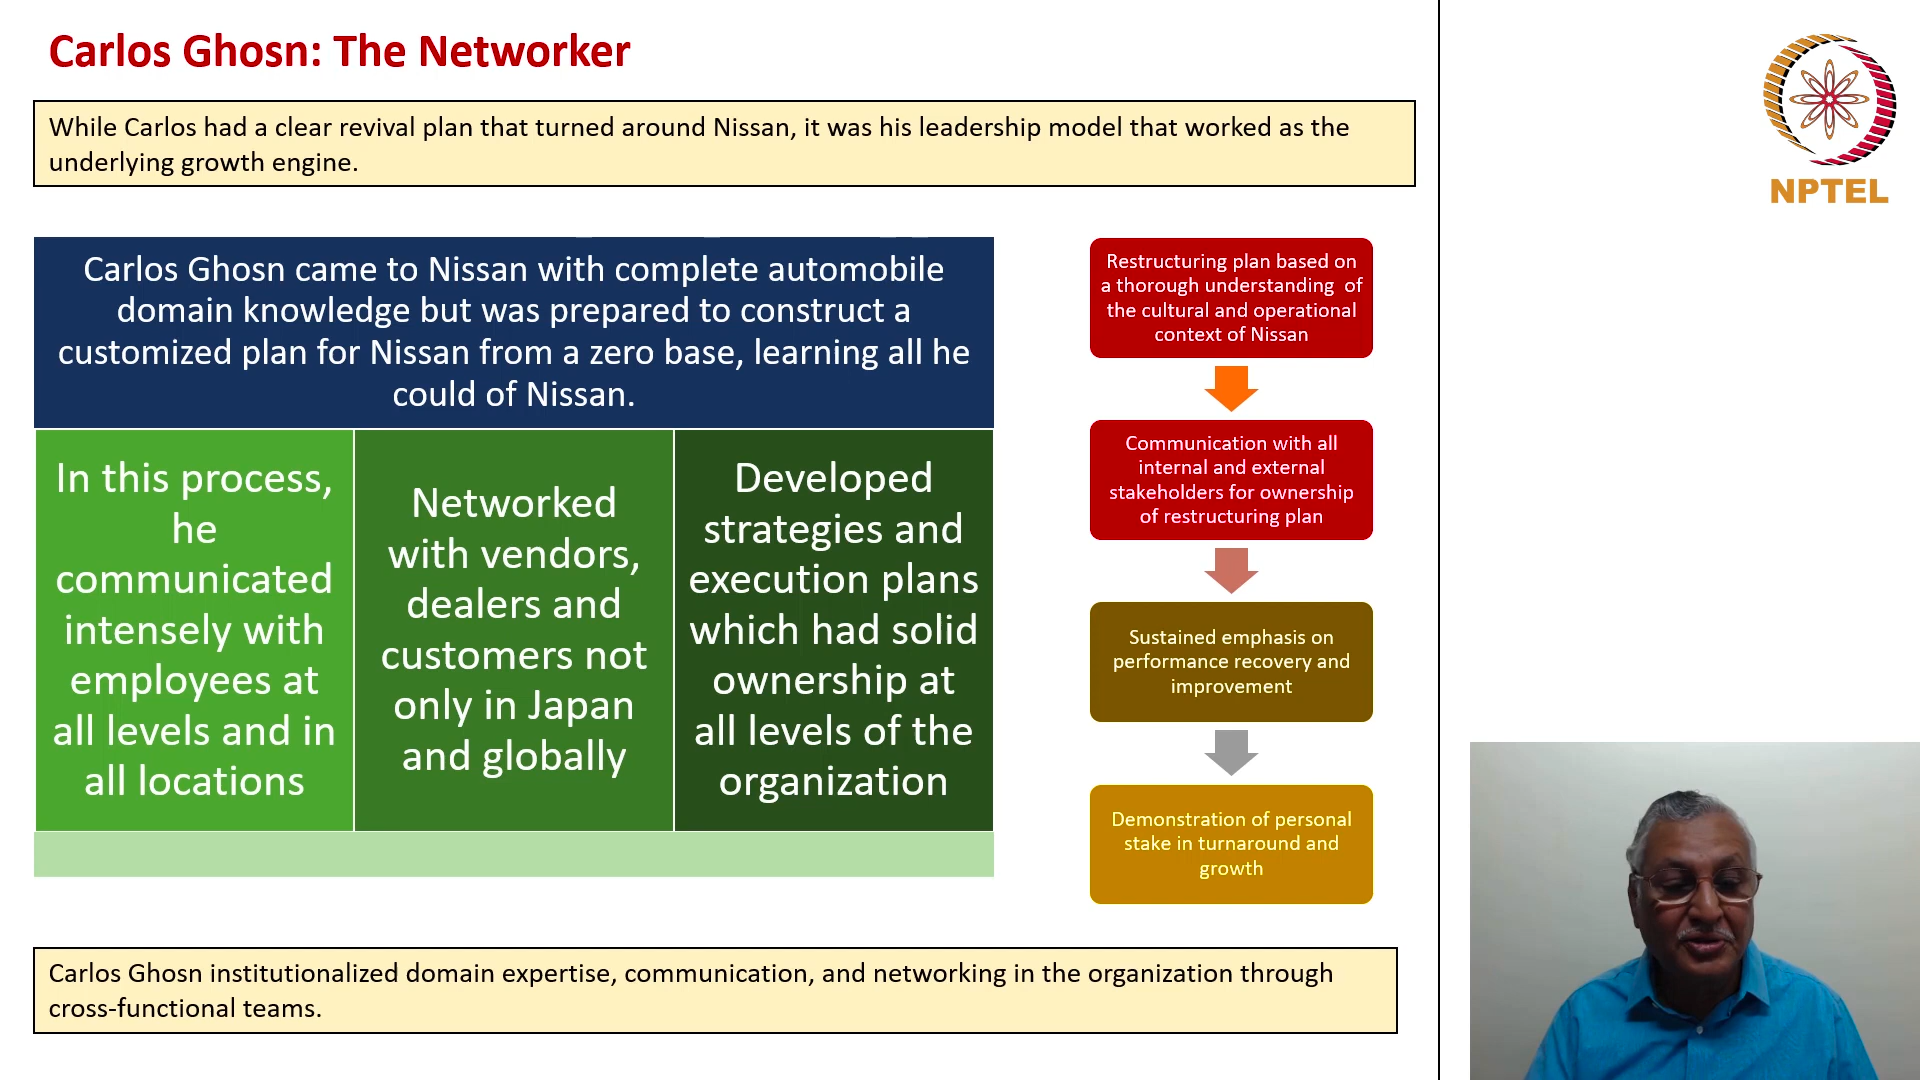 Carlos Ghosn: The Networker
While Carlos had a clear revival plan that turned around Nissan, it was his leadership model that worked as the
underlying growth engine.
Carlos Ghosn came to Nissan with complete automobile
domain knowledge but was prepared to construct a
customized plan for Nissan from a zero base, learning all he
could of Nissan.
In this process,
he
communicated
intensely with
employees at
all levels and in
all locations
Networked
with vendors,
dealers and
customers not
only in Japan
and globally
Developed
strategies and
execution plans
which had solid
ownership at
all levels of the
organization
Restructuring plan based on
a thorough understanding of
the cultural and operational
context of Nissan
Communication with all
internal and external
stakeholders for ownership
of restructuring plan
Sustained emphasis on
performance recovery and
improvement
Demonstration of personal
stake in turnaround and
growth
Carlos Ghosn institutionalized domain expertise, communication, and networking in the organization through
cross-functional teams.
NPTEL